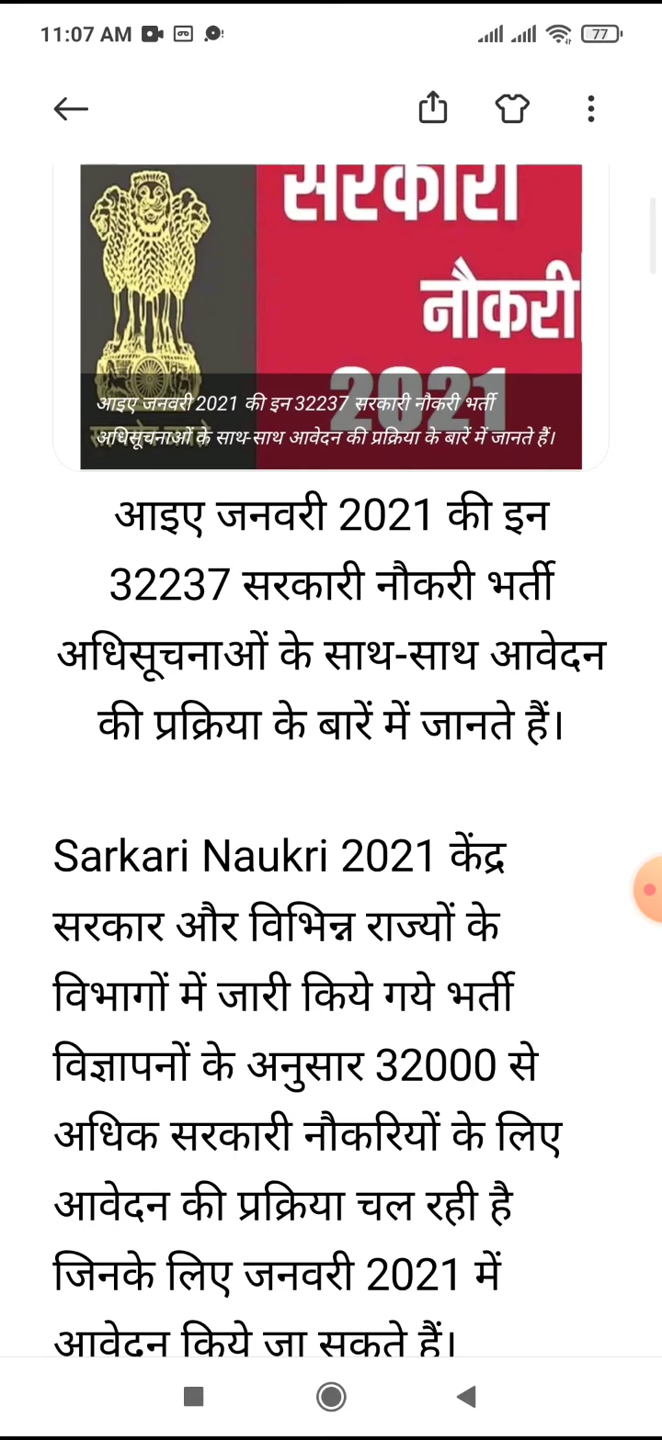 11:07 AM
77
सरकारी
नौकरी
2021
आइए जनवरी 2021 की इन 32237 सरकारी नौकरी भर्ती
अधिसूचनाओं के साथ-साथ आवेदन की प्रक्रिया के बारें में जानते हैं।
आइए जनवरी 2021 की इन
32237 सरकारी नौकरी भर्ती
अधिसूचनाओं के साथ-साथ आवेदन
की प्रक्रिया के बारें में जानते हैं।
Sarkari Naukri 2021 केंद्र
सरकार और विभिन्न राज्यों के
विभागों में जारी किये गये भर्ती
विज्ञापनों के अनुसार 32000 से
अधिक सरकारी नौकरियों के लिए
आवेदन की प्रक्रिया चल रही है
जिनके लिए जनवरी 2021 में
आवेदन किये जा सकते हैं।